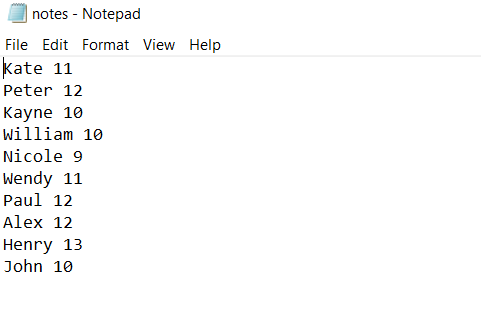 notes - Notepad
File Edit Format View Help
Kate 11
Peter 12
Kayne 10
William 10
Nicole 9
Wendy 11
Paul 12
Alex 12
Henry 13
John 10